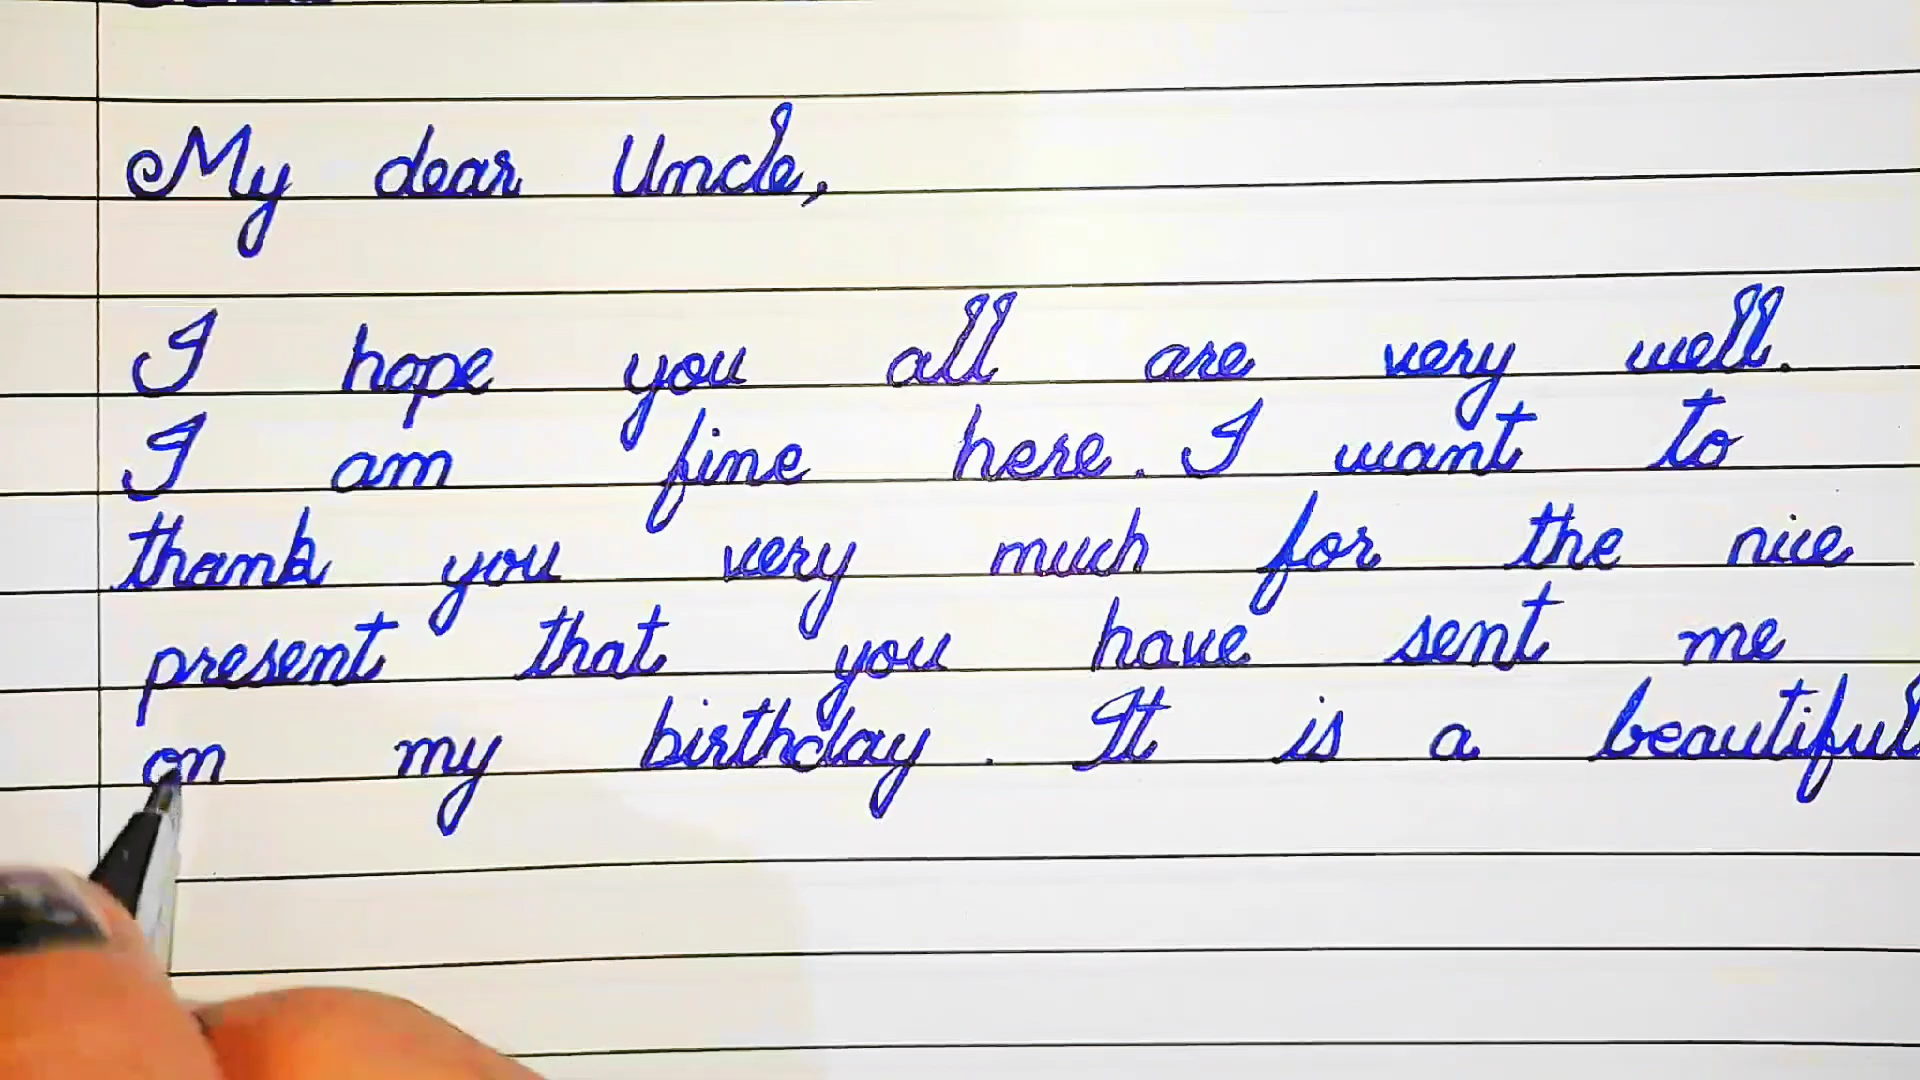 My dear Uncle,
I hope you all are very well.
I am fine here. I want to
thank you very much for the nice
present that you have sent me
on my birthday. It is a beautiful